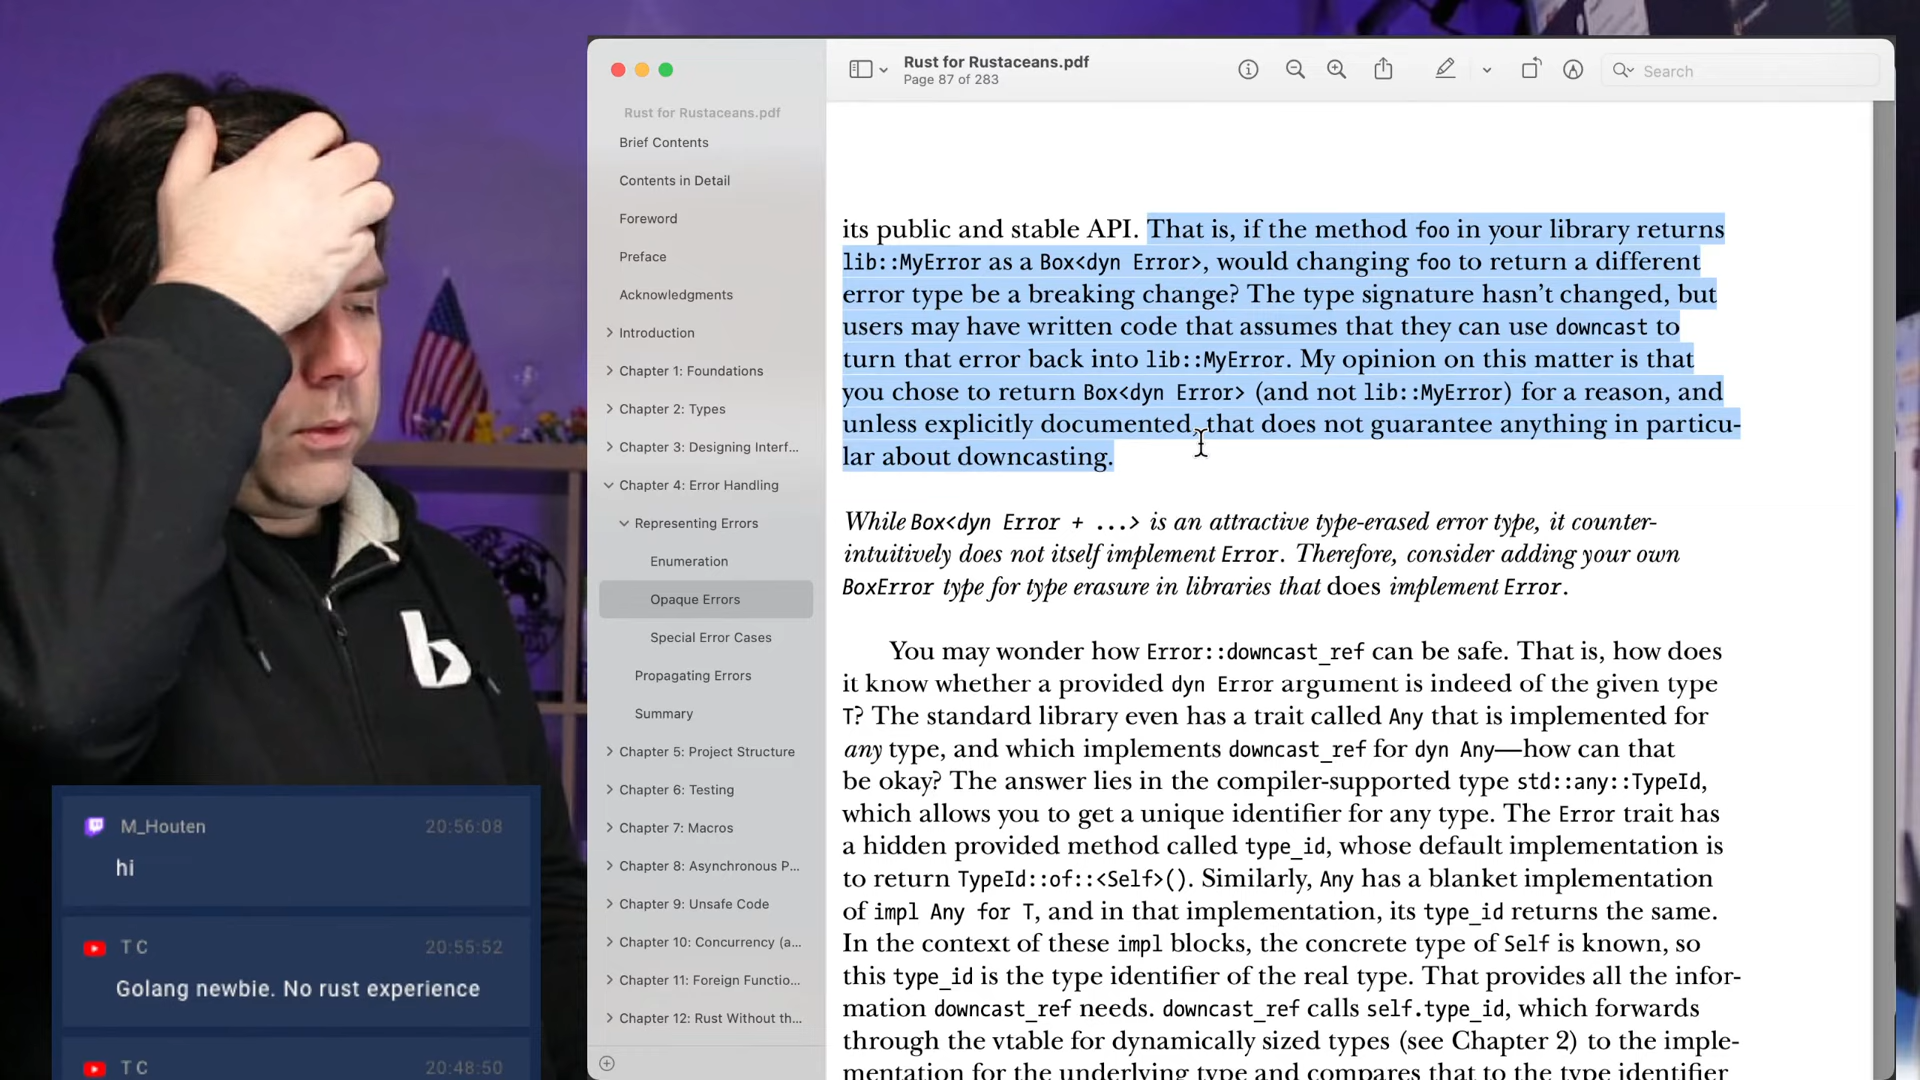 Rust for Rustaceans.pdf
Page 87 of 283
Search
Rust for Rustaceans.pdf
Brief Contents
Contents in Detail
Foreword
Preface
Acknowledgments
Introduction
Chapter 1: Foundations
Chapter 2: Types
Chapter 3: Designing Interf...
Chapter 4: Error Handling
Representing Errors
Enumeration
Opaque Errors
Special Error Cases
Propagating Errors
Summary
Chapter 5: Project Structure
Chapter 6: Testing
Chapter 7: Macros
Chapter 8: Asynchronous P...
Chapter 9: Unsafe Code
Chapter 10: Concurrency (a...
Chapter 11: Foreign Functio...
Chapter 12: Rust Without th...
its public and stable API. That is, if the method foo in your library returns
lib::MyError as a Box<dyn Error>, would changing foo to return a different
error type be a breaking change? The type signature hasn't changed, but
users may have written code that assumes that they can use downcast to
turn that error back into lib::MyError. My opinion on this matter is that
you chose to return Box<dyn Error> (and not lib::MyError) for a reason, and
unless explicitly documented, that does not guarantee anything in particu-
lar about downcasting.
While Box<dyn Error + ...> is an attractive type-erased error type, it counter-
intuitively does not itself implement Error. Therefore, consider adding your own
BoxError type for type erasure in libraries that does implement Error.
You may wonder how Error::downcast_ref can be safe. That is, how does
it know whether a provided dyn Error argument is indeed of the given type
T? The standard library even has a trait called Any that is implemented for
any type, and which implements downcast_ref for dyn Any—how can that
be okay? The answer lies in the compiler-supported type std::any::TypeId,
which allows you to get a unique identifier for any type. The Error trait has
a hidden provided method called type_id, whose default implementation is
to return TypeId::of::<Self>(). Similarly, Any has a blanket implementation
of impl Any for T, and in that implementation, its type_id returns the same.
In the context of these impl blocks, the concrete type of Self is known, so
this type_id is the type identifier of the real type. That provides all the infor-
mation downcast_ref needs. downcast_ref calls self.type_id, which forwards
through the vtable for dynamically sized types (see Chapter 2) to the imple-
mentation for the underlying type and compares that to the type identifier
M_Houten 20:56:08
hi
T C 20:55:52
Golang newbie. No rust experience
T C 20:48:50